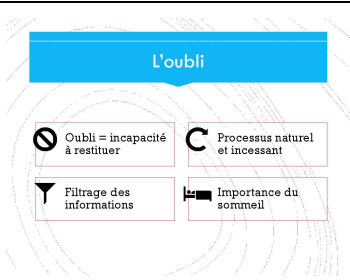 L'oubli
Oubli = incapacité
à restituer
Processus naturel
et incessant
Filtrage des
informations
Importance du
sommeil